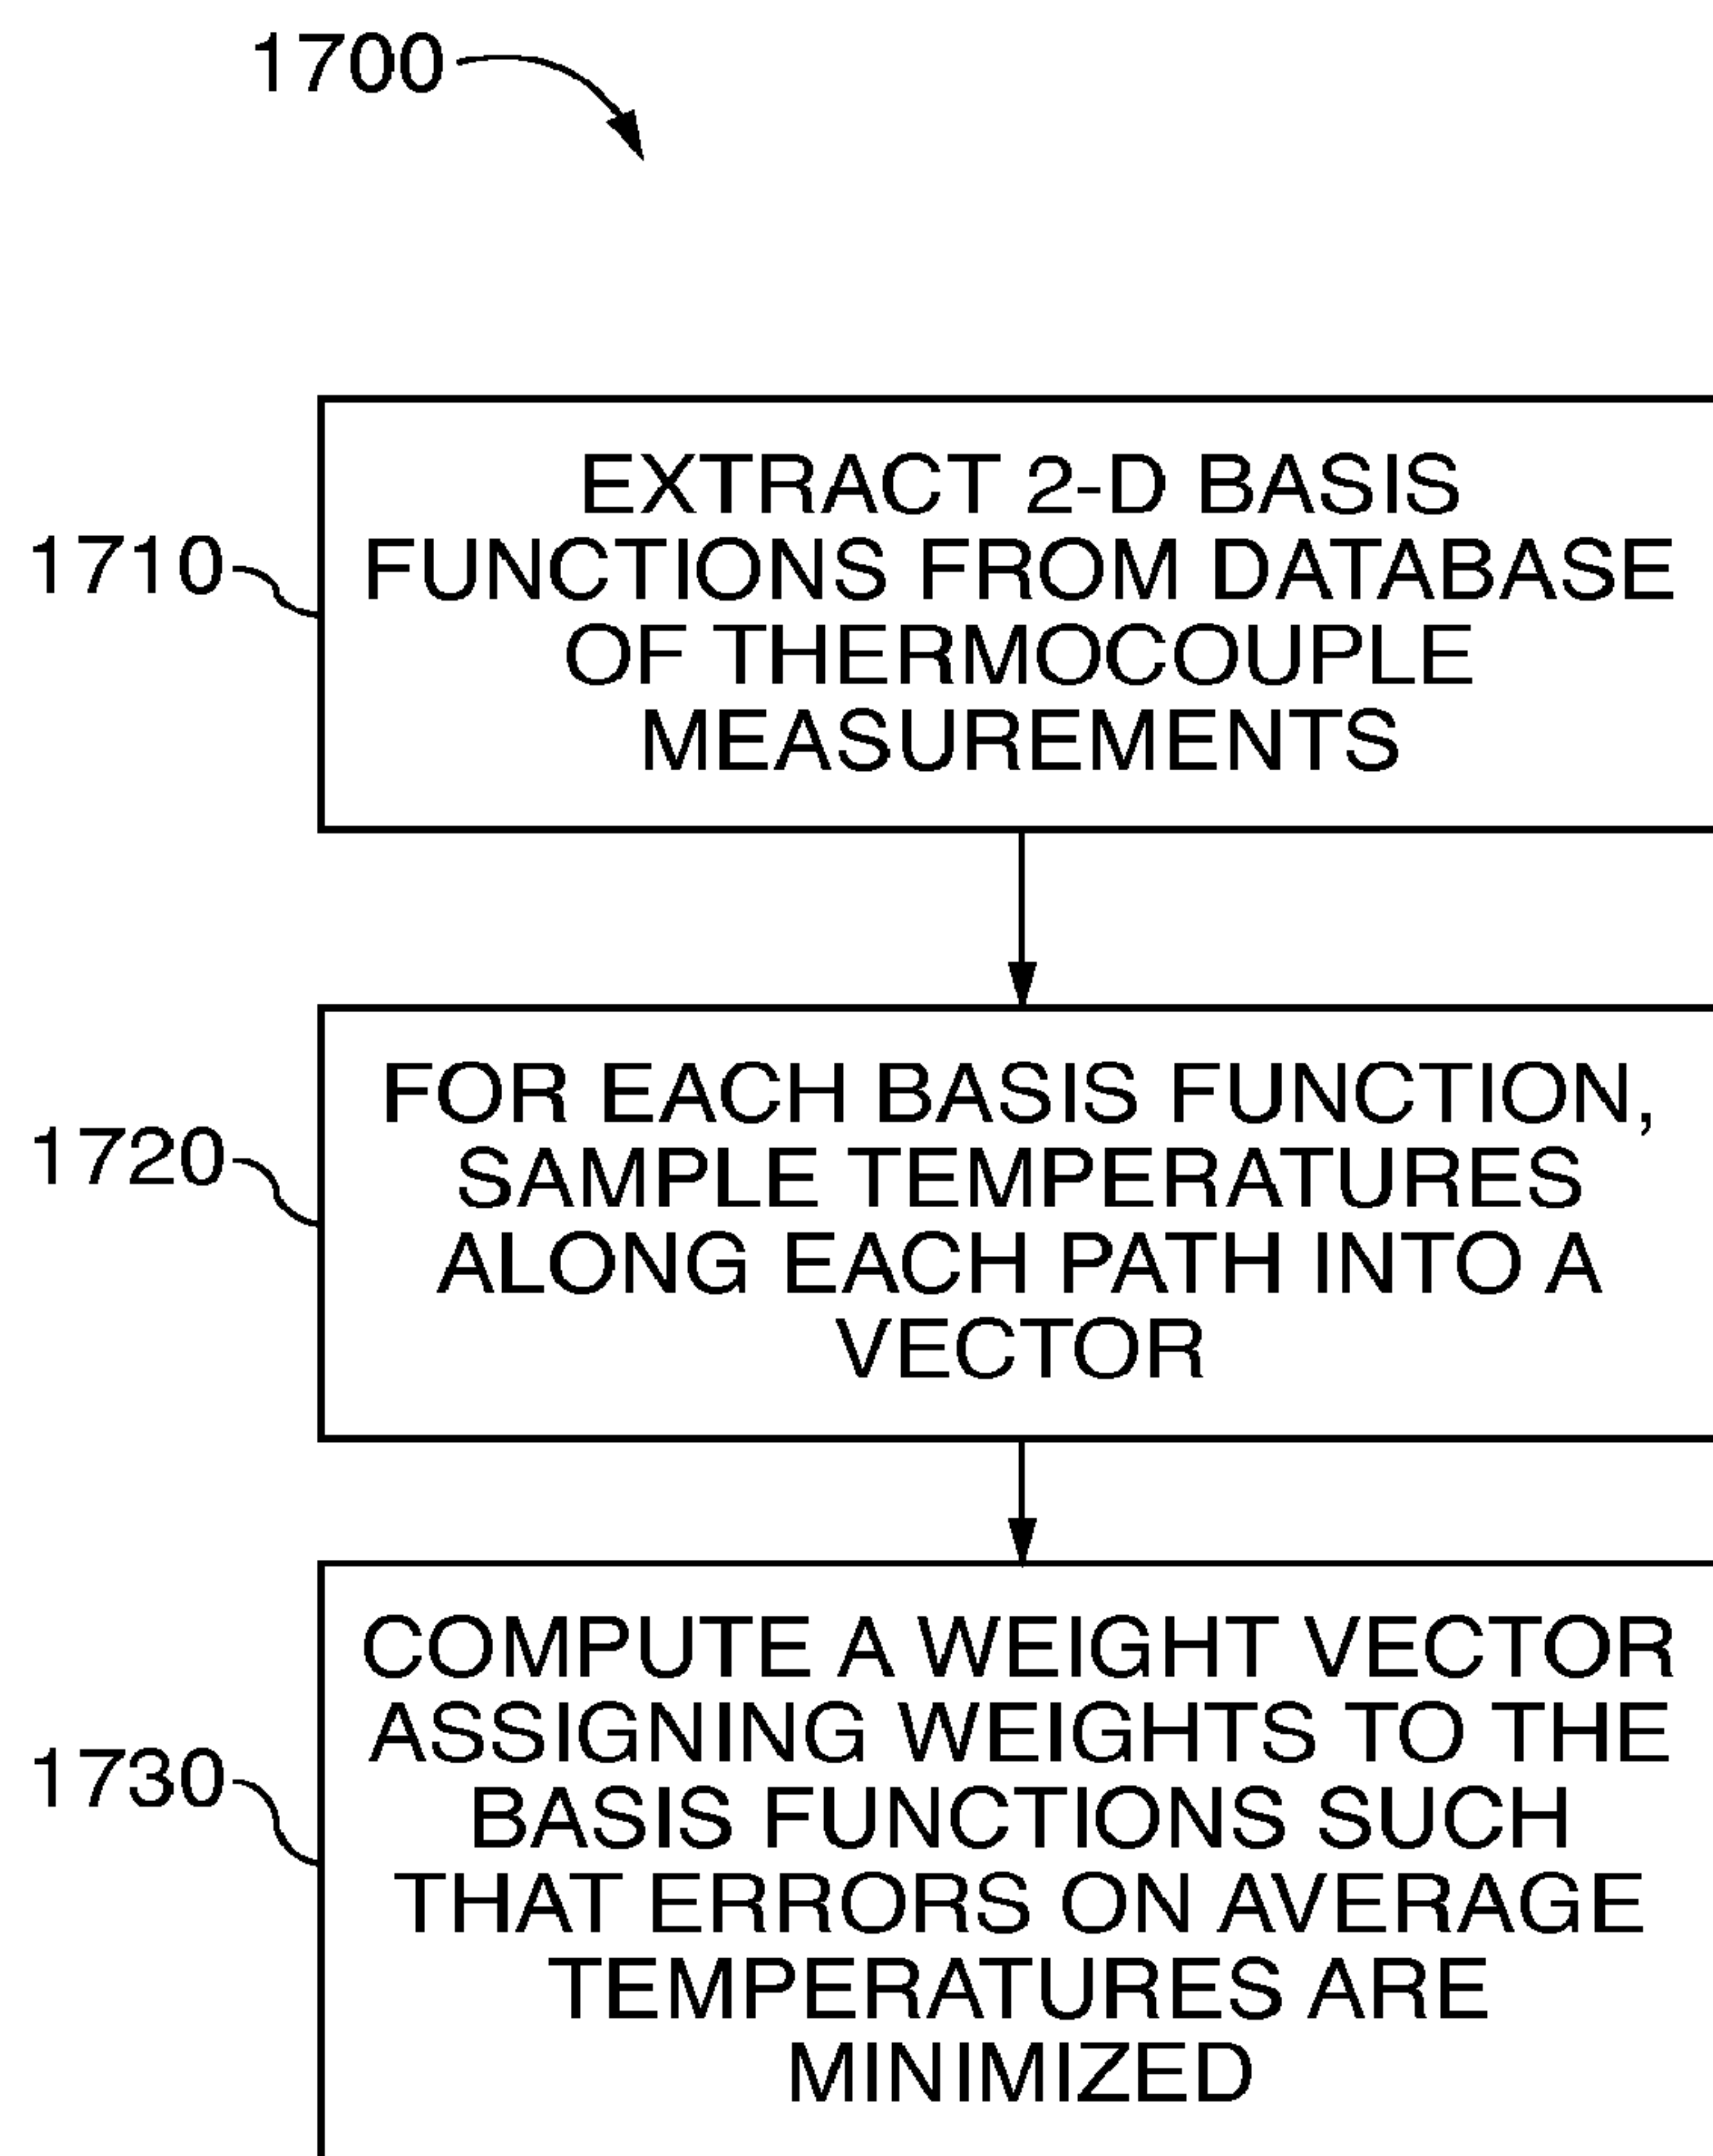 1700
1710
EXTRACT 2-D BASIS
FUNCTIONS FROM DATABASE
OF THERMOCOUPLE
MEASUREMENTS
1720
FOR EACH BASIS FUNCTION,
SAMPLE TEMPERATURES
ALONG EACH PATH INTO A
VECTOR
1730
COMPUTE A WEIGHT VECTOR
ASSIGNING WEIGHTS TO THE
BASIS FUNCTIONS SUCH
THAT ERRORS ON AVERAGE
TEMPERATURES ARE
MINIMIZED